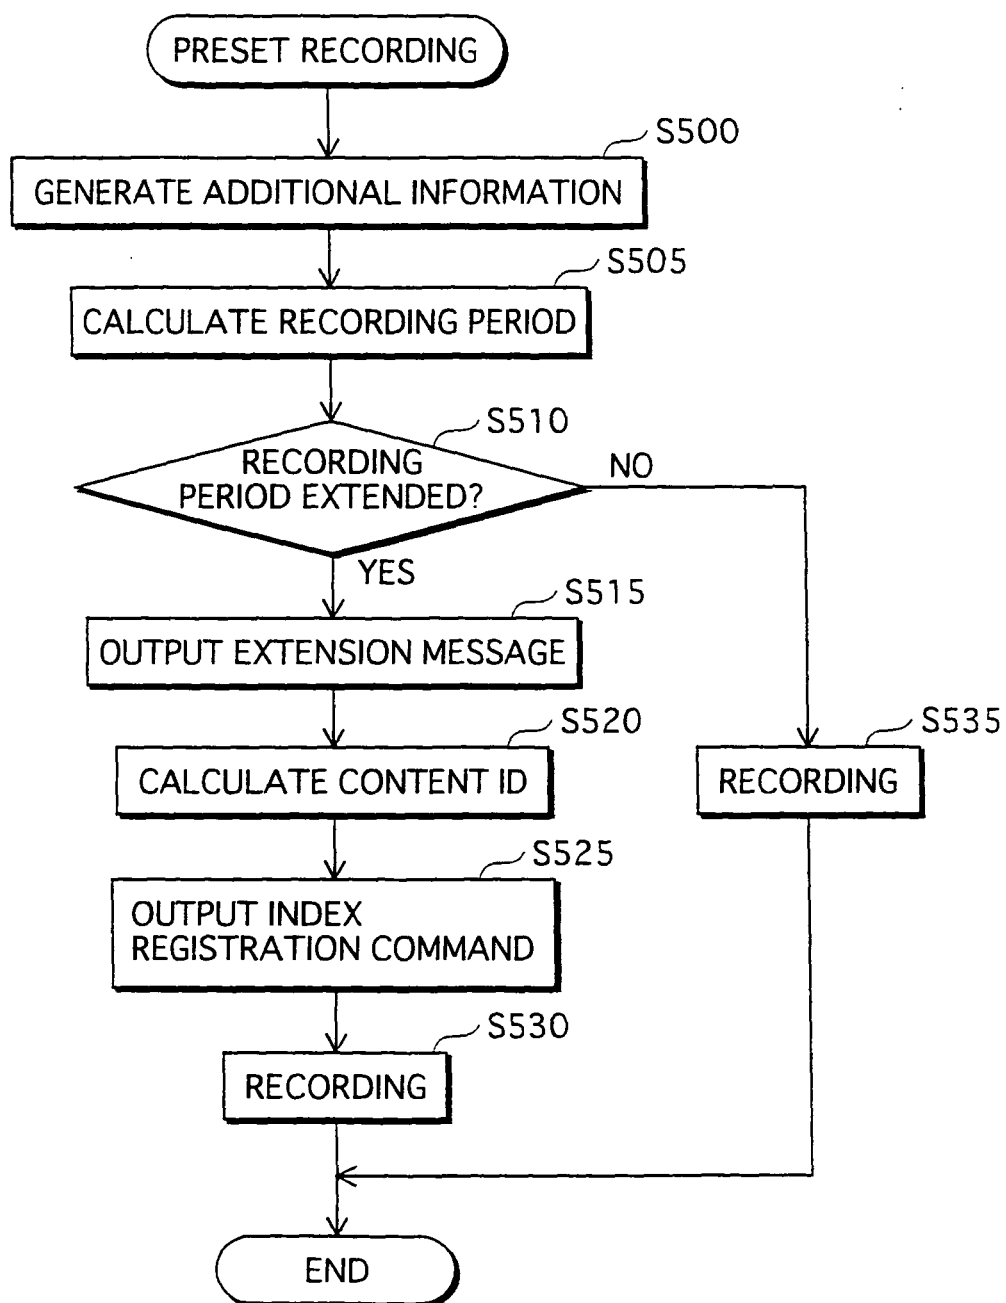 PRESET RECORDING
S500
GENERATE ADDITIONAL INFORMATION
S505
CALCULATE RECORDING PERIOD
S510
RECORDING
PERIOD EXTENDED?
NO
YES
S515
OUTPUT EXTENSION MESSAGE
S520
CALCULATE CONTENT ID
S535
RECORDING
S525
OUTPUT INDEX
REGISTRATION COMMAND
S530
RECORDING
END